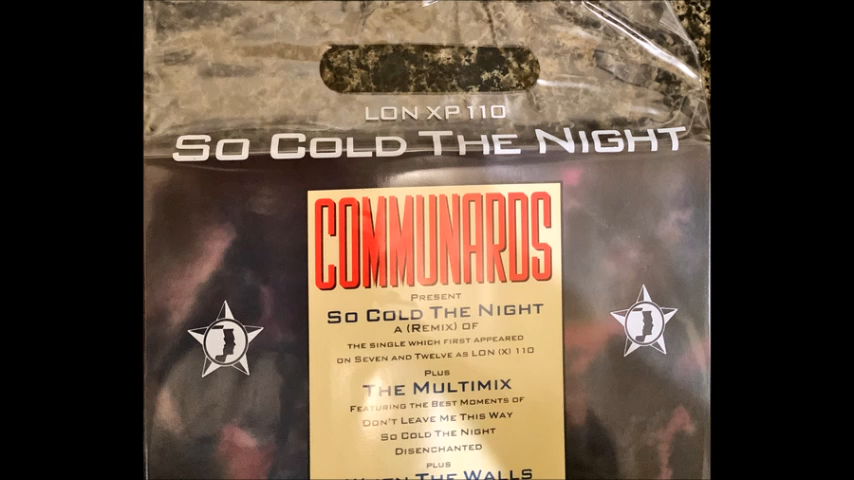 LON XP 110
SO COLD THE NIGHT
COMMUNARDS
PRESENT
SO COLD THE NIGHT
A (REMIX) OF
THE SINGLE WHICH FIRST APPEARED
ON SEVEN AND TWELVE AS LON (X) 110
PLUS
THE MULTIMIX
FEATURING THE BEST MOMENTS OF
DON'T LEAVE ME THIS WAY
SO COLD THE NIGHT
DISENCHANTED
PLUS
WHEN THE WALLS